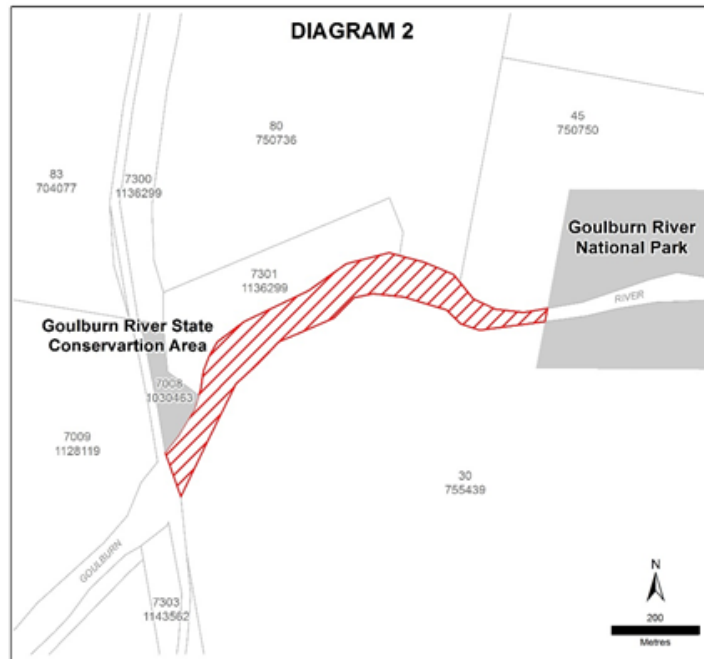 DIAGRAM 2
80
750736
45
750750
83
704077
7300
1136299
Goulburn River
National Park
7301
1136299
RIVER
Goulburn River State
Conservartion Area
7008
1030463
7009
1128119
30
755439
GOULBURN
7303
1143562
N
200
Metres